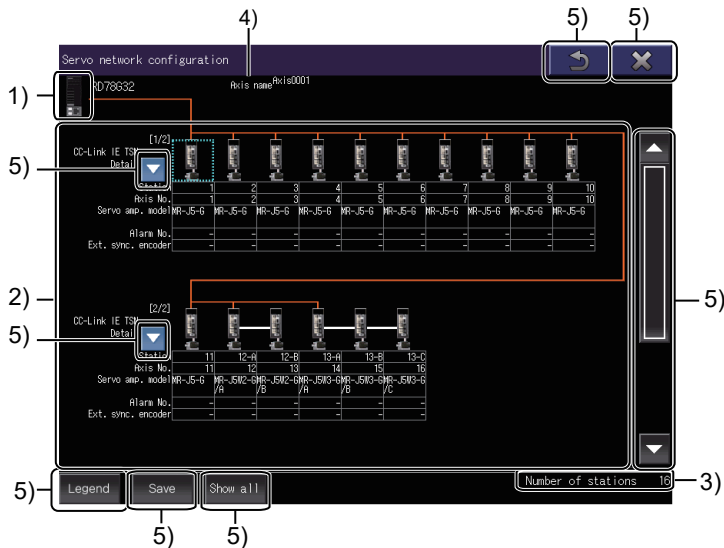 4)
5)
5)
Servo network configuration
1)
RD78G32
Axis name Axis0001
[1/2]
CC-Link IE TSN
5)
Detail
Station 1 2 3 4 5 6 7 8 9 10
Axis No. 1 2 3 4 5 6 7 8 9 10
Servo amp. model MR-J5-G MR-J5-G MR-J5-G MR-J5-G MR-J5-G MR-J5-G MR-J5-G MR-J5-G MR-J5-G MR-J5-G
Alarm No. - - - - - - - - - -
Ext. sync. encoder - - - - - - - - - -
2)
5)
[2/2]
CC-Link IE TSN
5)
Detail
Station 11 12-A 12-B 13-A 13-B 13-C
Axis No. 11 12 13 14 15 16
Servo amp. model MR-J5-G MR-J5W2-G MR-J5W2-G MR-J5W3-G MR-J5W3-G MR-J5W3-G
/A /B /A /B /C
Alarm No. - - - - - -
Ext. sync. encoder - - - - - -
Number of stations 16
3)
5)
Legend
Save
Show all
5)
5)